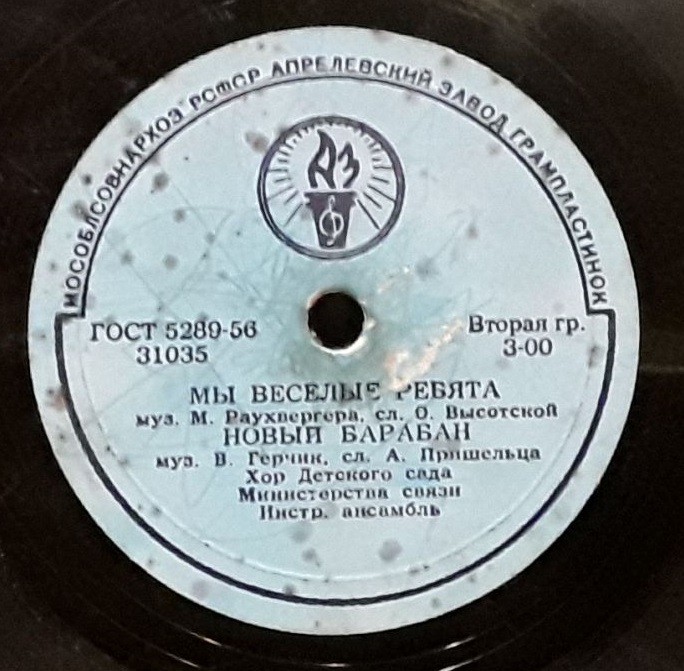 МОСОБЛСОВНАРХОЗ РСФСР АПРЕЛЕВСКИЙ ЗАВОД ГРАМПЛАСТИНОК
АЗ
ГОСТ 5289-56
31035
Вторая гр.
3-00
МЫ ВЕСЕЛЫЕ РЕБЯТА
муз. М. Раухвергера, сл. О. Высотской
НОВЫЙ БАРАБАН
муз. В. Герчик, сл. А. Пришельца
Хор Детского сада
Министерства связи
Инстр. ансамбль